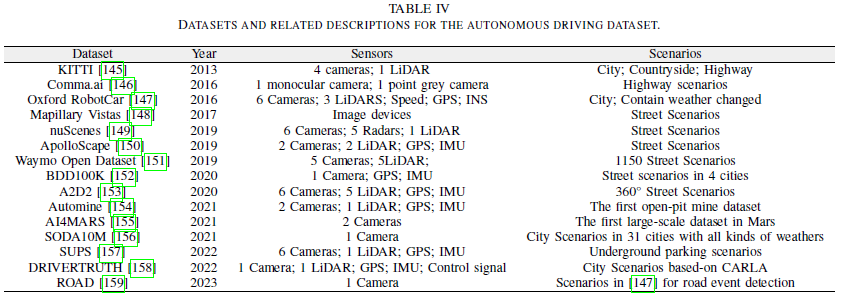 TABLE IV
DATASETS AND RELATED DESCRIPTIONS FOR THE AUTONOMOUS DRIVING DATASET.
Dataset Year Sensors Scenarios
KITTI [145] 2013 4 cameras; 1 LiDAR City; Countryside; Highway
Comma.ai [146] 2016 1 monocular camera; 1 point grey camera Highway scenarios
Oxford RobotCar [147] 2016 6 Cameras; 3 LiDARS; Speed; GPS; INS City; Contain weather changed
Mapillary Vistas [148] 2017 Image devices Street Scenarios
nuScenes [149] 2019 6 Cameras; 5 Radars; 1 LiDAR Street Scenarios
ApolloScape [150] 2019 2 Cameras; 2 LiDAR; GPS; IMU Street Scenarios
Waymo Open Dataset [151] 2019 5 Cameras; 5LiDAR; 1150 Street Scenarios
BDD100K [152] 2020 1 Camera; GPS; IMU Street scenarios in 4 cities
A2D2 [153] 2020 6 Cameras; 5 LiDAR; GPS; IMU 360° Street Scenarios
Automine [154] 2021 2 Cameras; 1 LiDAR; GPS; IMU The first open-pit mine dataset
AI4MARS [155] 2021 2 Cameras The first large-scale dataset in Mars
SODA10M [156] 2021 1 Camera City Scenarios in 31 cities with all kinds of weathers
SUPS [157] 2022 6 Cameras; 1 LiDAR; GPS; IMU Underground parking scenarios
DRIVERTRUTH [158] 2022 1 Camera; 1 LiDAR; GPS; IMU; Control signal City Scenarios based-on CARLA
ROAD [159] 2023 1 Camera Scenarios in [147] for road event detection